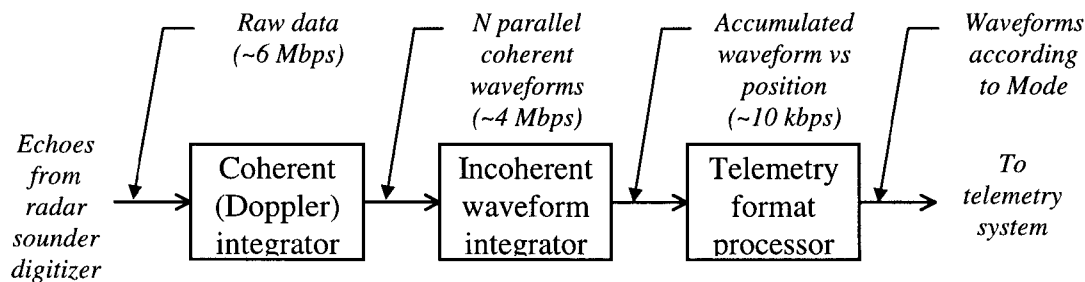 Raw data
(~6 Mbps)
N parallel
coherent
waveforms
(~4 Mbps)
Accumulated
waveform vs
position
(~10 kbps)
Waveforms
according
to Mode
Echoes
from
radar
sounder
digitizer
Coherent
(Doppler)
integrator
Incoherent
waveform
integrator
Telemetry
format
processor
To
telemetry
system